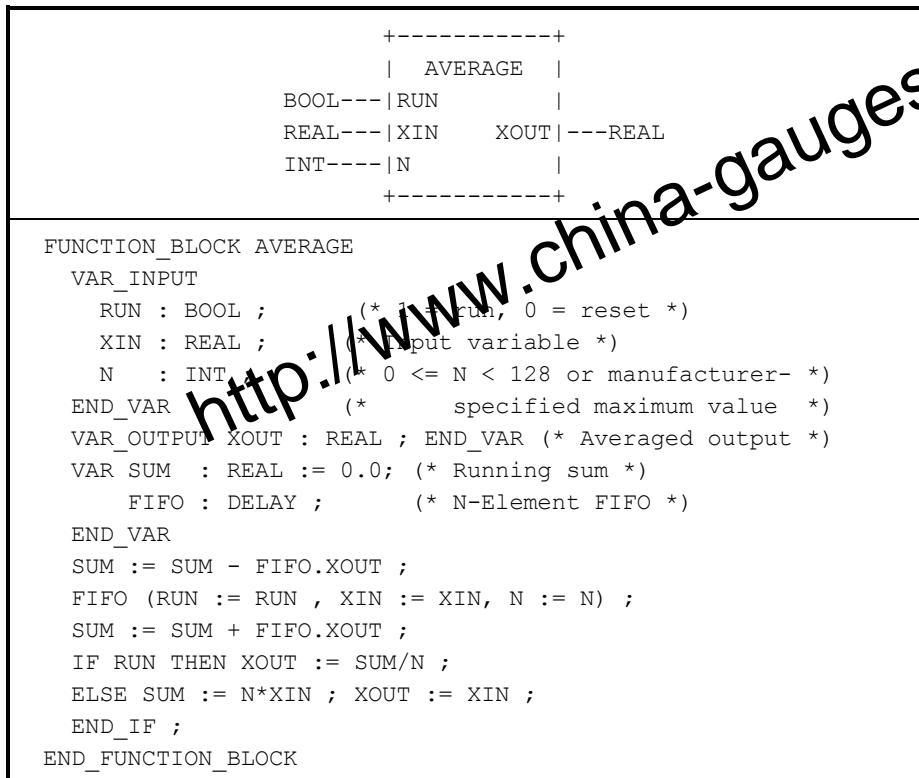 +-----------+
| AVERAGE |
BOOL---|RUN |
REAL---|XIN XOUT|---REAL
INT----|N |
+-----------+
FUNCTION_BLOCK AVERAGE
VAR_INPUT
RUN : BOOL ; (* 1 = run, 0 = reset *)
XIN : REAL ; (* Input variable *)
N : INT (* 0 <= N < 128 or manufacturer- *)
END_VAR (* specified maximum value *)
VAR_OUTPUT XOUT : REAL ; END_VAR (* Averaged output *)
VAR SUM : REAL := 0.0; (* Running sum *)
FIFO : DELAY ; (* N-Element FIFO *)
END_VAR
SUM := SUM - FIFO.XOUT ;
FIFO (RUN := RUN , XIN := XIN, N := N) ;
SUM := SUM + FIFO.XOUT ;
IF RUN THEN XOUT := SUM/N ;
ELSE SUM := N*XIN ; XOUT := XIN ;
END_IF ;
END_FUNCTION_BLOCK
http://www.china-gauges